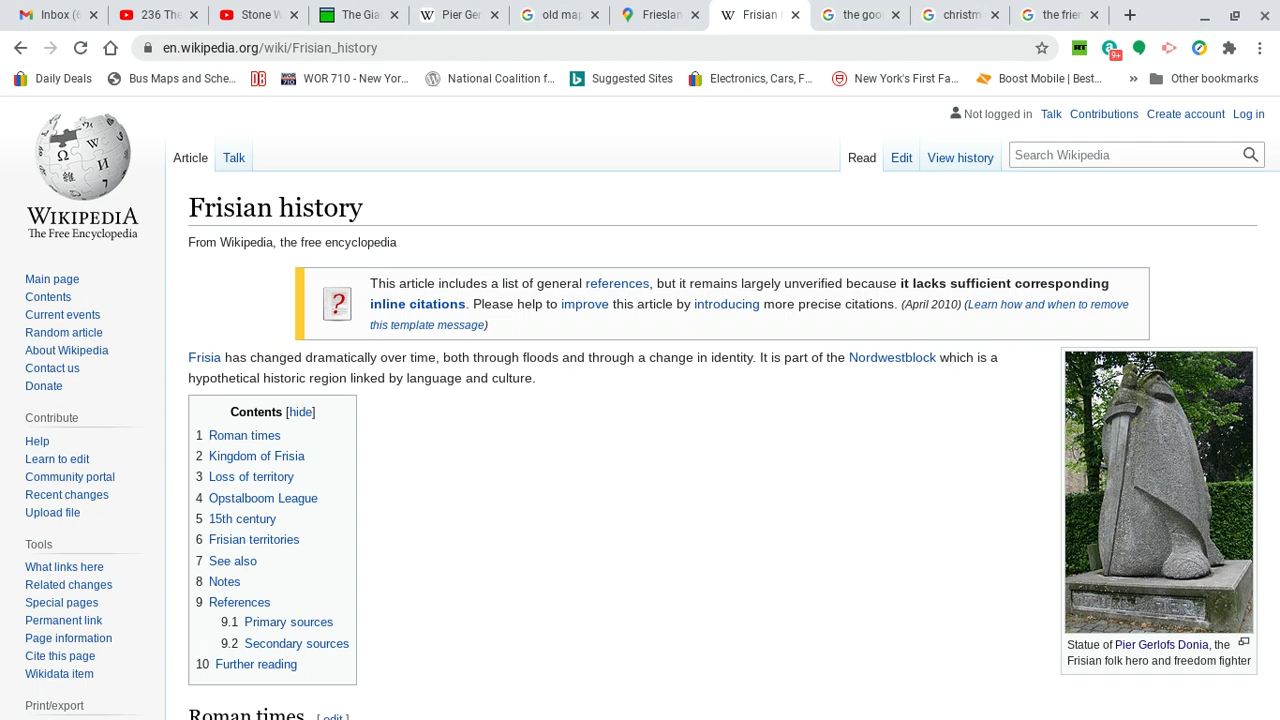 Inbox (6
236 The
Stone W
The Gia
Pier Ger
old map
Frieslan
Frisian
the goo
christm
the frien
en.wikipedia.org/wiki/Frisian_history
RT
9+
Daily Deals
Bus Maps and Sche...
WOR 710 - New Yor...
National Coalition f...
Suggested Sites
Electronics, Cars, F...
New York's First Fa...
Boost Mobile | Best...
»
Other bookmarks
Not logged in Talk Contributions Create account Log in
Article Talk
Read Edit View history
Search Wikipedia
WIKIPEDIA
The Free Encyclopedia
Main page
Contents
Current events
Random article
About Wikipedia
Contact us
Donate
Contribute
Help
Learn to edit
Community portal
Recent changes
Upload file
Tools
What links here
Related changes
Special pages
Permanent link
Page information
Cite this page
Wikidata item
Print/export
Frisian history
From Wikipedia, the free encyclopedia
This article includes a list of general references, but it remains largely unverified because it lacks sufficient corresponding
inline citations. Please help to improve this article by introducing more precise citations. (April 2010) (Learn how and when to remove
this template message)
Frisia has changed dramatically over time, both through floods and through a change in identity. It is part of the Nordwestblock which is a
hypothetical historic region linked by language and culture.
Contents [hide]
1 Roman times
2 Kingdom of Frisia
3 Loss of territory
4 Opstalboom League
5 15th century
6 Frisian territories
7 See also
8 Notes
9 References
9.1 Primary sources
9.2 Secondary sources
10 Further reading
Statue of Pier Gerlofs Donia, the
Frisian folk hero and freedom fighter
Roman times [ edit ]